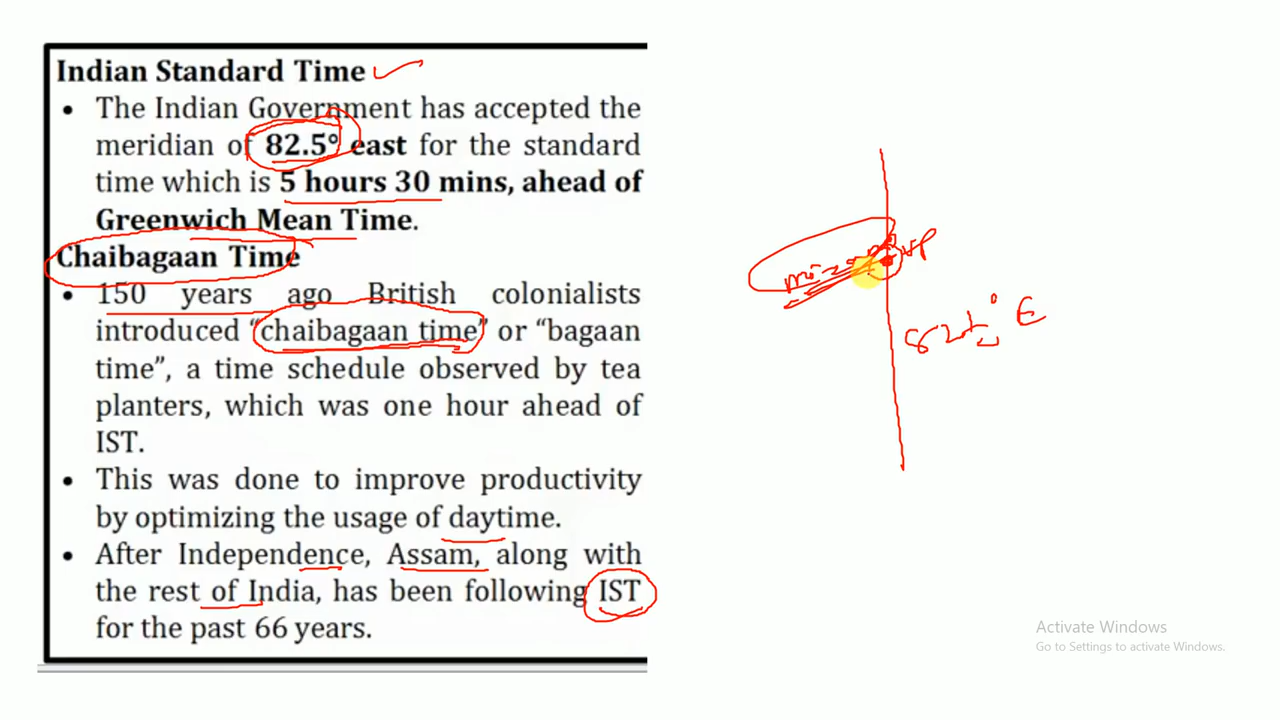 Indian Standard Time
• The Indian Government has accepted the
meridian of 82.5° east for the standard
time which is 5 hours 30 mins, ahead of
Greenwich Mean Time.
Chaibagaan Time
• 150 years ago British colonialists
introduced “chaibagaan time” or “bagaan
time”, a time schedule observed by tea
planters, which was one hour ahead of
IST.
• This was done to improve productivity
by optimizing the usage of daytime.
• After Independence, Assam, along with
the rest of India, has been following IST
for the past 66 years.
UP
82½° E
Activate Windows
Go to Settings to activate Windows.